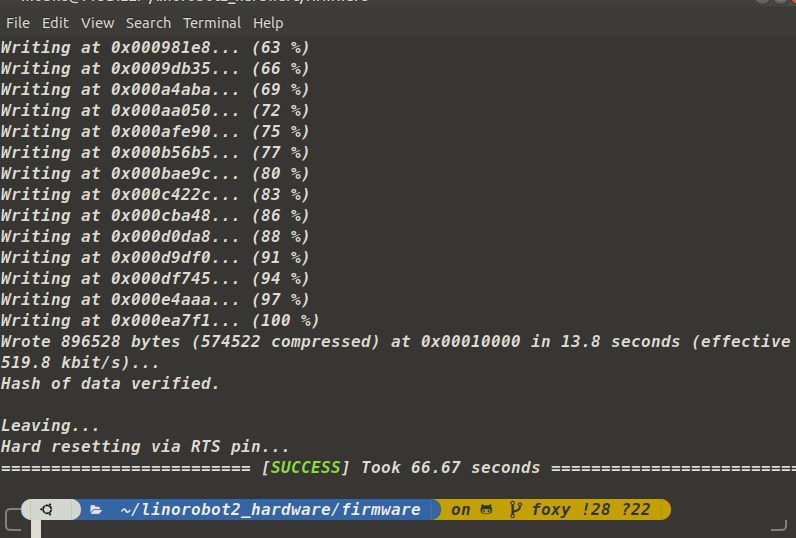 File Edit View Search Terminal Help
Writing at 0x000981e8... (63 %)
Writing at 0x0009db35... (66 %)
Writing at 0x000a4aba... (69 %)
Writing at 0x000aa050... (72 %)
Writing at 0x000afe90... (75 %)
Writing at 0x000b56b5... (77 %)
Writing at 0x000bae9c... (80 %)
Writing at 0x000c422c... (83 %)
Writing at 0x000cba48... (86 %)
Writing at 0x000d0da8... (88 %)
Writing at 0x000d9df0... (91 %)
Writing at 0x000df745... (94 %)
Writing at 0x000e4aaa... (97 %)
Writing at 0x000ea7f1... (100 %)
Wrote 896528 bytes (574522 compressed) at 0x00010000 in 13.8 seconds (effective
519.8 kbit/s)...
Hash of data verified.
Leaving...
Hard resetting via RTS pin...
========================= [SUCCESS] Took 66.67 seconds =========================
~/linorobot2_hardware/firmware on foxy !28 ?22